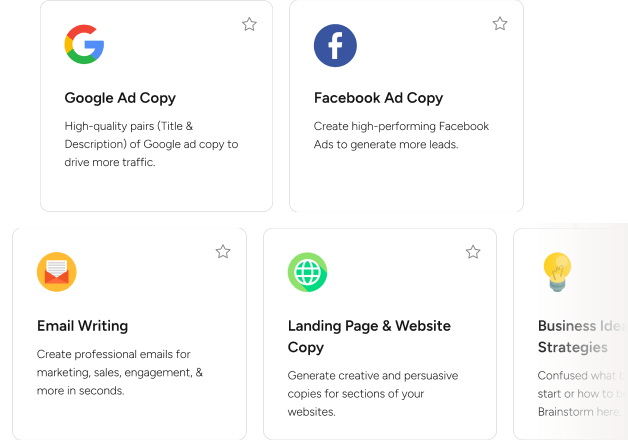 Google Ad Copy
High-quality pairs (Title &
Description) of Google ad copy to
drive more traffic.
Facebook Ad Copy
Create high-performing Facebook
Ads to generate more leads.
Email Writing
Create professional emails for
marketing, sales, engagement, &
more in seconds.
Landing Page & Website
Copy
Generate creative and persuasive
copies for sections of your
websites.
Business
Strategies
Confused what
start or how to
Brainstorm here.